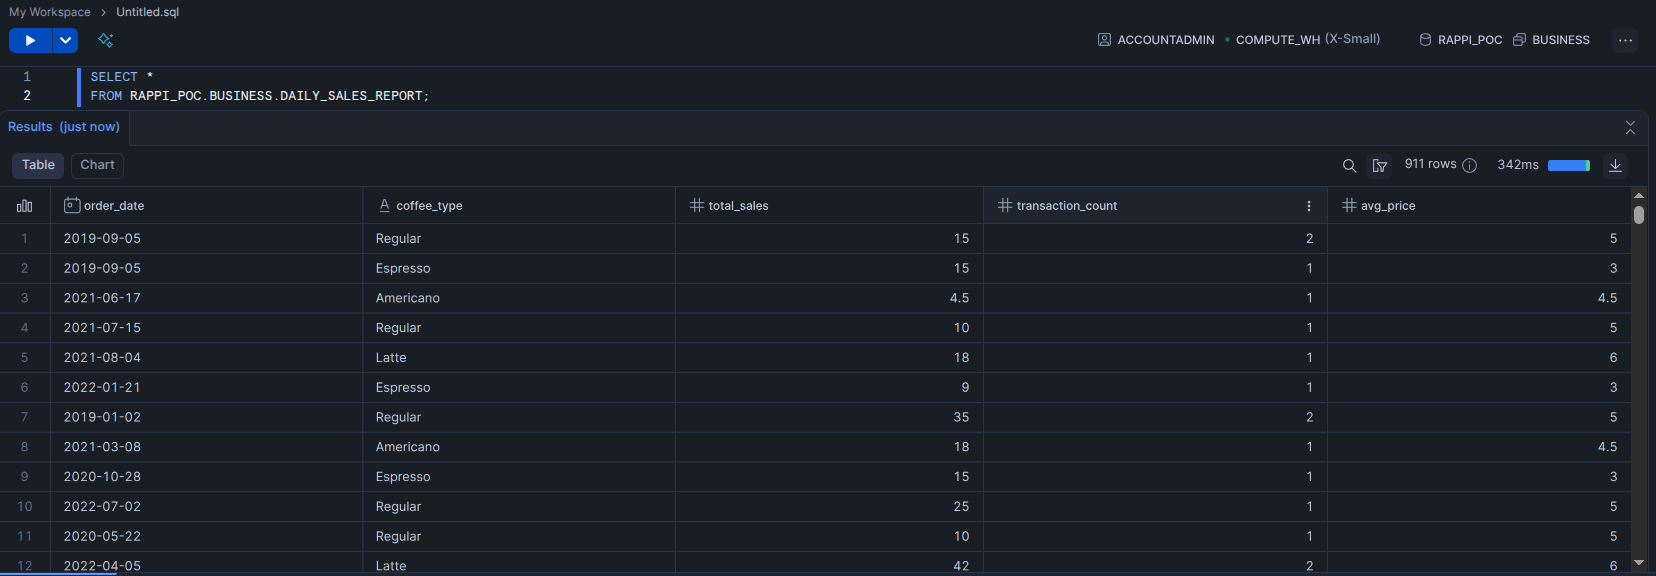 My Workspace > Untitled.sql
ACCOUNTADMIN COMPUTE_WH (X-Small) RAPPI_POC BUSINESS ...
1 SELECT *
2 FROM RAPPI_POC.BUSINESS.DAILY_SALES_REPORT;
Results (just now)
Table Chart 911 rows 342ms
order_date coffee_type total_sales transaction_count avg_price
1 2019-09-05 Regular 15 2 5
2 2019-09-05 Espresso 15 1 3
3 2021-06-17 Americano 4.5 1 4.5
4 2021-07-15 Regular 10 1 5
5 2021-08-04 Latte 18 1 6
6 2022-01-21 Espresso 9 1 3
7 2019-01-02 Regular 35 2 5
8 2021-03-08 Americano 18 1 4.5
9 2020-10-28 Espresso 15 1 3
10 2022-07-02 Regular 25 1 5
11 2020-05-22 Regular 10 1 5
12 2022-04-05 Latte 42 2 6